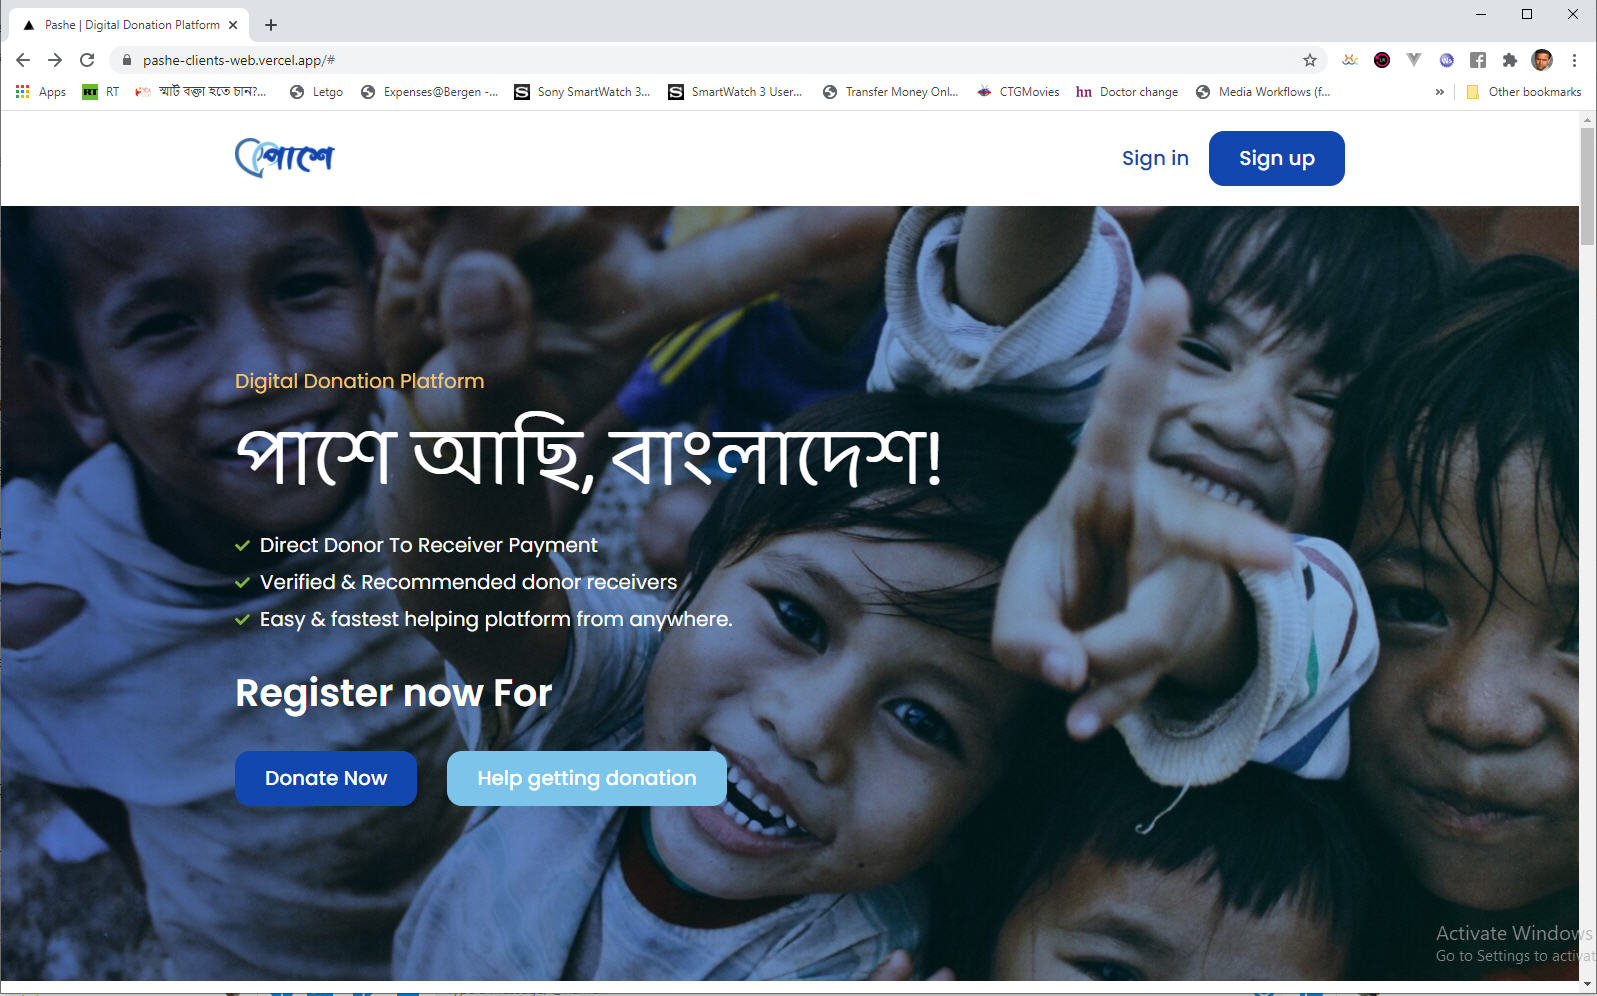 Pashe | Digital Donation Platform
pashe-clients-web.vercel.app/#
Apps
RT
RT
স্মার্ট বক্তা হতে চান?...
Letgo
Expenses@Bergen -...
S
Sony SmartWatch 3...
S
SmartWatch 3 User...
Transfer Money Onl...
CTGMovies
hn
Doctor change
Media Workflows (f...
»
Other bookmarks
পাশে
Sign in
Sign up
Digital Donation Platform
পাশে আছি, বাংলাদেশ!
Direct Donor To Receiver Payment
Verified & Recommended donor receivers
Easy & fastest helping platform from anywhere.
Register now For
Donate Now
Help getting donation
Activate Windows
Go to Settings to activat